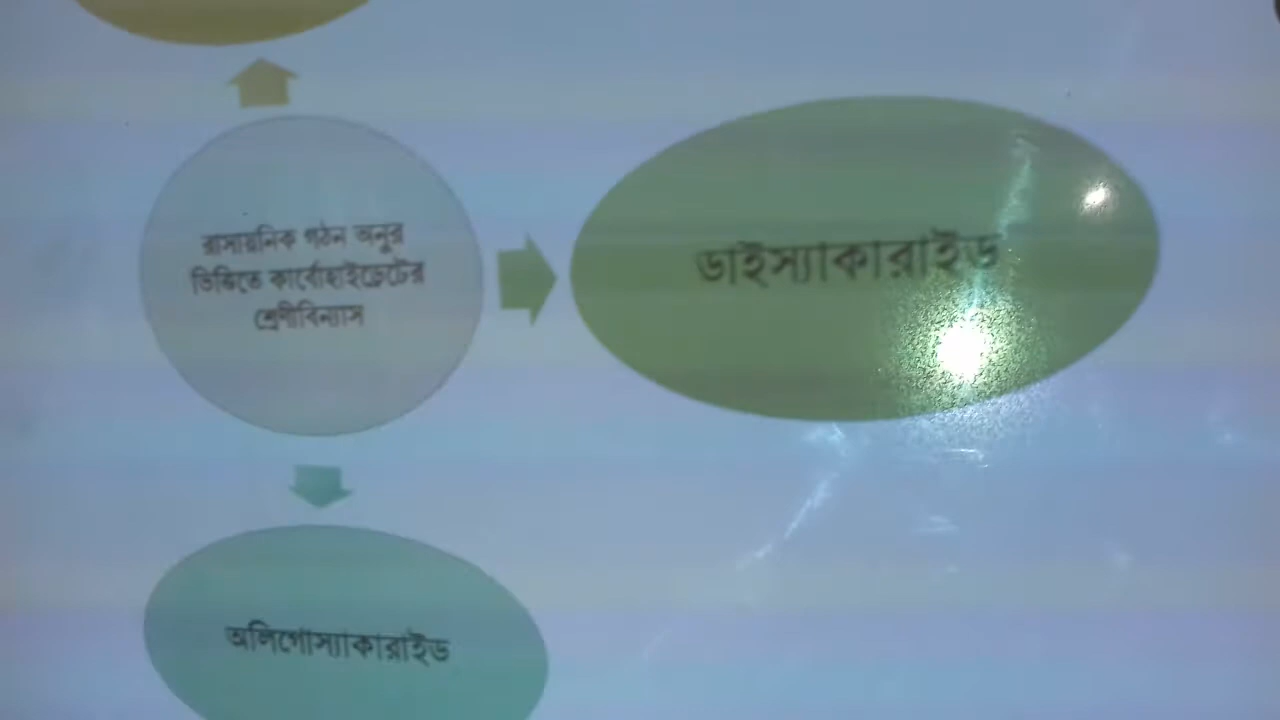 রাসায়নিক গঠন অনুর
ভিত্তিতে কার্বোহাইড্রেটের
শ্রেণীবিন্যাস
ডাইস্যাকারাইড
অলিগোস্যাকারাইড